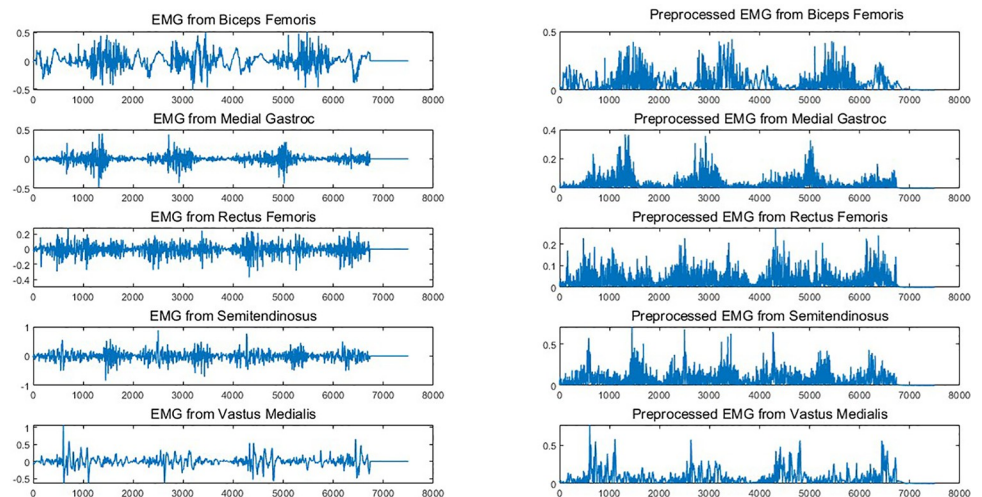 EMG from Biceps Femoris
0.5
0
-0.5
0 1000 2000 3000 4000 5000 6000 7000 8000
EMG from Medial Gastroc
0.5
0
-0.5
0 1000 2000 3000 4000 5000 6000 7000 8000
EMG from Rectus Femoris
0.2
0
-0.2
-0.4
0 1000 2000 3000 4000 5000 6000 7000 8000
EMG from Semitendinosus
1
0
-1
0 1000 2000 3000 4000 5000 6000 7000 8000
EMG from Vastus Medialis
1
0.5
0
-0.5
0 1000 2000 3000 4000 5000 6000 7000 8000
Preprocessed EMG from Biceps Femoris
0.5
0
0 1000 2000 3000 4000 5000 6000 7000 8000
Preprocessed EMG from Medial Gastroc
0.4
0.2
0
0 1000 2000 3000 4000 5000 6000 7000 8000
Preprocessed EMG from Rectus Femoris
0.2
0.1
0
0 1000 2000 3000 4000 5000 6000 7000 8000
Preprocessed EMG from Semitendinosus
0.5
0
0 1000 2000 3000 4000 5000 6000 7000 8000
Preprocessed EMG from Vastus Medialis
0.5
0
0 1000 2000 3000 4000 5000 6000 7000 8000